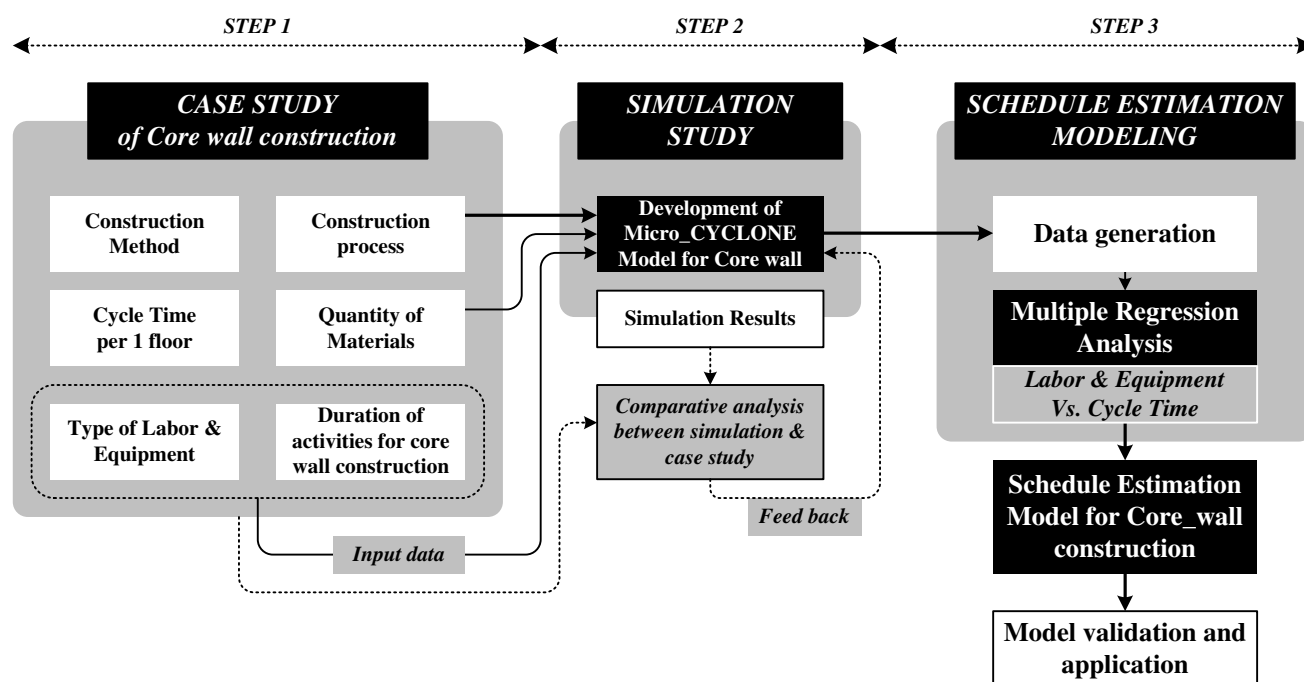 STEP 1
STEP 2
STEP 3
CASE STUDY
of Core wall construction
Construction
Method
Construction
process
Cycle Time
per 1 floor
Quantity of
Materials
Type of Labor &
Equipment
Duration of
activities for core
wall construction
Input data
SIMULATION
STUDY
Development of
Micro_CYCLONE
Model for Core wall
Simulation Results
Comparative analysis
between simulation &
case study
Feed back
SCHEDULE ESTIMATION
MODELING
Data generation
Multiple Regression
Analysis
Labor & Equipment
Vs. Cycle Time
Schedule Estimation
Model for Core_wall
construction
Model validation and
application